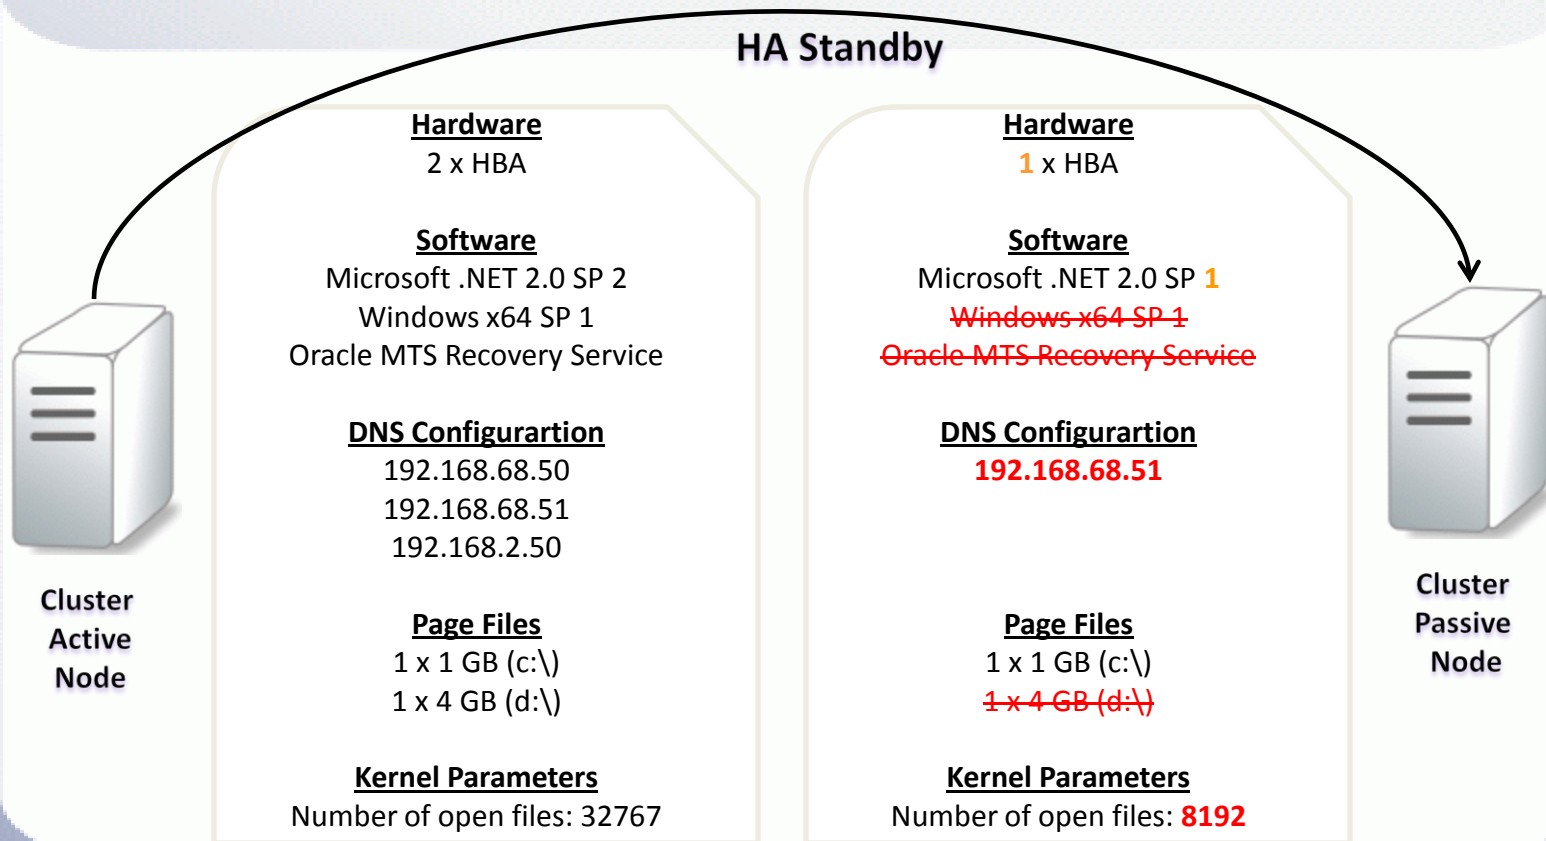 HA Standby
Hardware
2 x HBA
Software
Microsoft .NET 2.0 SP 2
Windows x64 SP 1
Oracle MTS Recovery Service
DNS Configurartion
192.168.68.50
192.168.68.51
192.168.2.50
Page Files
1 x 1 GB (c:\)
1 x 4 GB (d:\)
Kernel Parameters
Number of open files: 32767
Hardware
1 x HBA
Software
Microsoft .NET 2.0 SP 1
Windows x64 SP 1
Oracle MTS Recovery Service
DNS Configurartion
192.168.68.51
Page Files
1 x 1 GB (c:\)
1 x 4 GB (d:\)
Kernel Parameters
Number of open files: 8192
Cluster
Active
Node
Cluster
Passive
Node